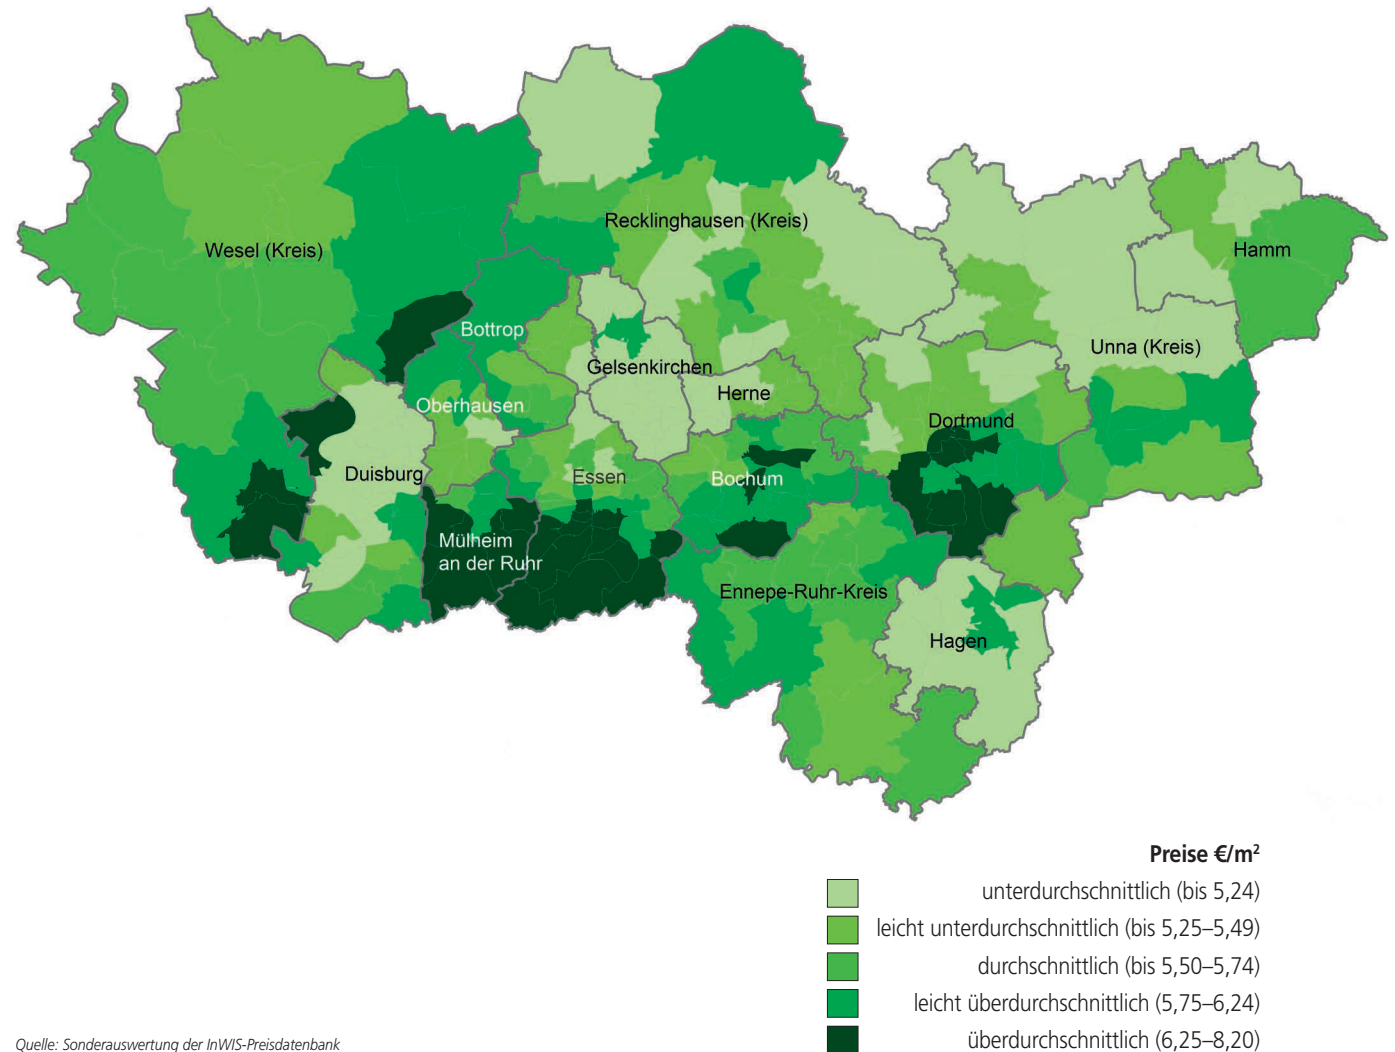 Recklinghausen (Kreis)
Wesel (Kreis)
Hamm
Bottrop
Unna (Kreis)
Gelsenkirchen
Herne
Oberhausen
Dortmund
Duisburg
Essen
Bochum
Mülheim
an der Ruhr
Ennepe-Ruhr-Kreis
Hagen
Preise €/m²
unterdurchschnittlich (bis 5,24)
leicht unterdurchschnittlich (bis 5,25–5,49)
durchschnittlich (bis 5,50–5,74)
leicht überdurchschnittlich (5,75–6,24)
überdurchschnittlich (6,25–8,20)
Quelle: Sonderauswertung der InWIS-Preisdatenbank